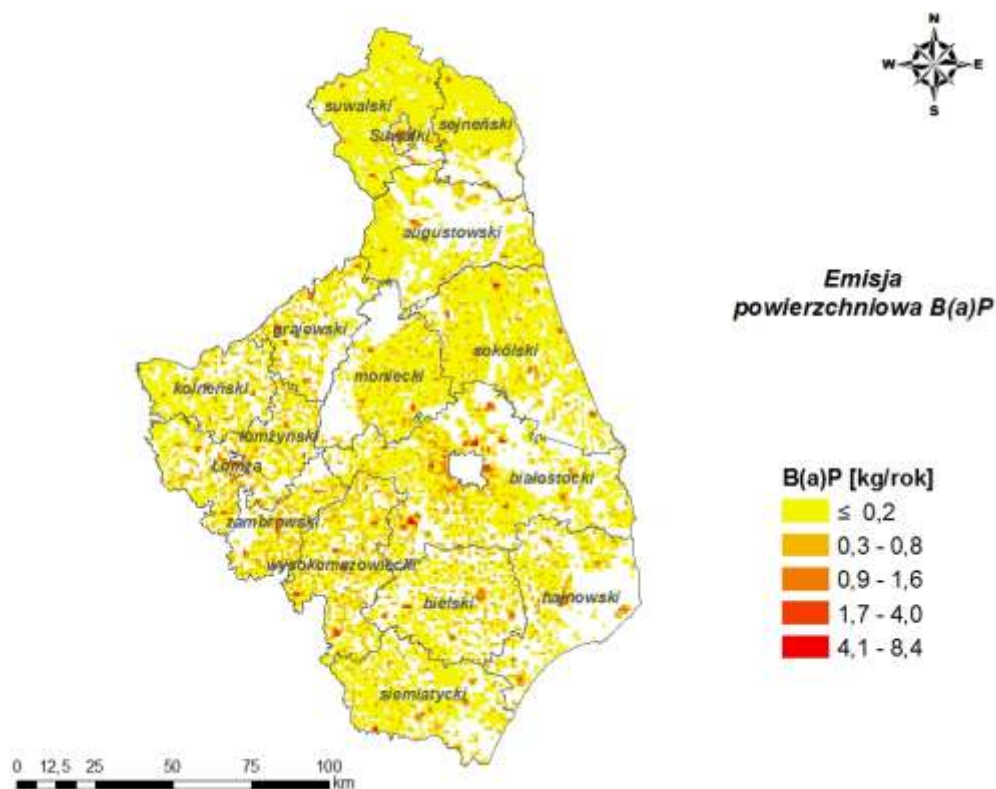 N
W E
S
suwalski
sejneński
Suwałki
augustowski
Emisja
powierzchniowa B(a)P
grajewski
sokólski
moniecki
kolneński
łomżyński
Łomża
białostocki
B(a)P [kg/rok]
≤ 0,2
zambrowski
0,3 - 0,8
wysokomazowiecki
0,9 - 1,6
bielski
hajnowski
1,7 - 4,0
4,1 - 8,4
siemiatycki
0 12,5 25 50 75 100
km